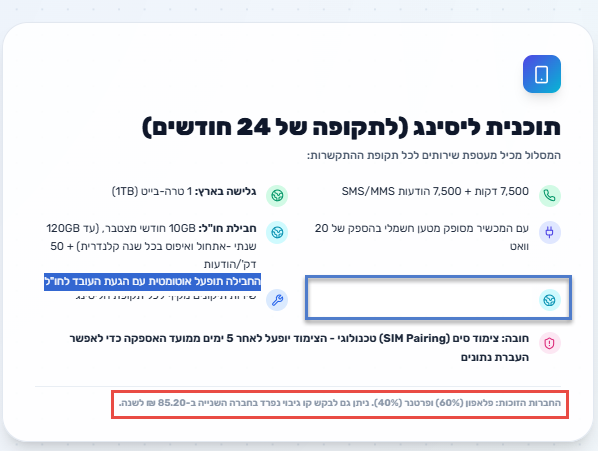 תוכנית ליסינג (לתקופה של 24 חודשים)
המסלול מכיל מעטפת שירותים לכל תקופת ההתקשרות:
7,500 דקות + 7,500 הודעות SMS/MMS
גלישה בארץ: 1 טרה-בייט (1TB)
עם המכשיר מסופק מטען חשמלי בהספק של 20
וואט
חבילת חו"ל: 10GB חודשי מצטבר, (עד 120GB
שנתי -אתחול ואיפוס בכל שנה קלנדרית) + 50
דק'/הודעות
החבילה תופעל אוטומטית עם הגעת העובד לחו"ל
שירות תיקונים מקיף לכל תקופת הליסינג
חובה: צימוד סים (SIM Pairing) טכנולוגי - הצימוד יופעל לאחר 5 ימים ממועד האספקה כדי לאפשר
העברת נתונים
החברות הזוכות: פלאפון (60%) ופרטנר (40%). ניתן גם לבקש קו גיבוי נפרד בחברה השנייה ב-85.20 ₪ לשנה.